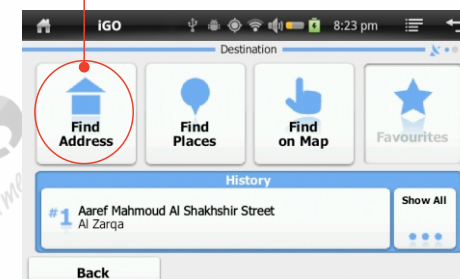 iGO 8:23 pm
Destination
Find Address
Find Places
Find on Map
Favourites
History
#1 Aaref Mahmoud Al Shakhshir Street
Al Zarqa
Show All
Back